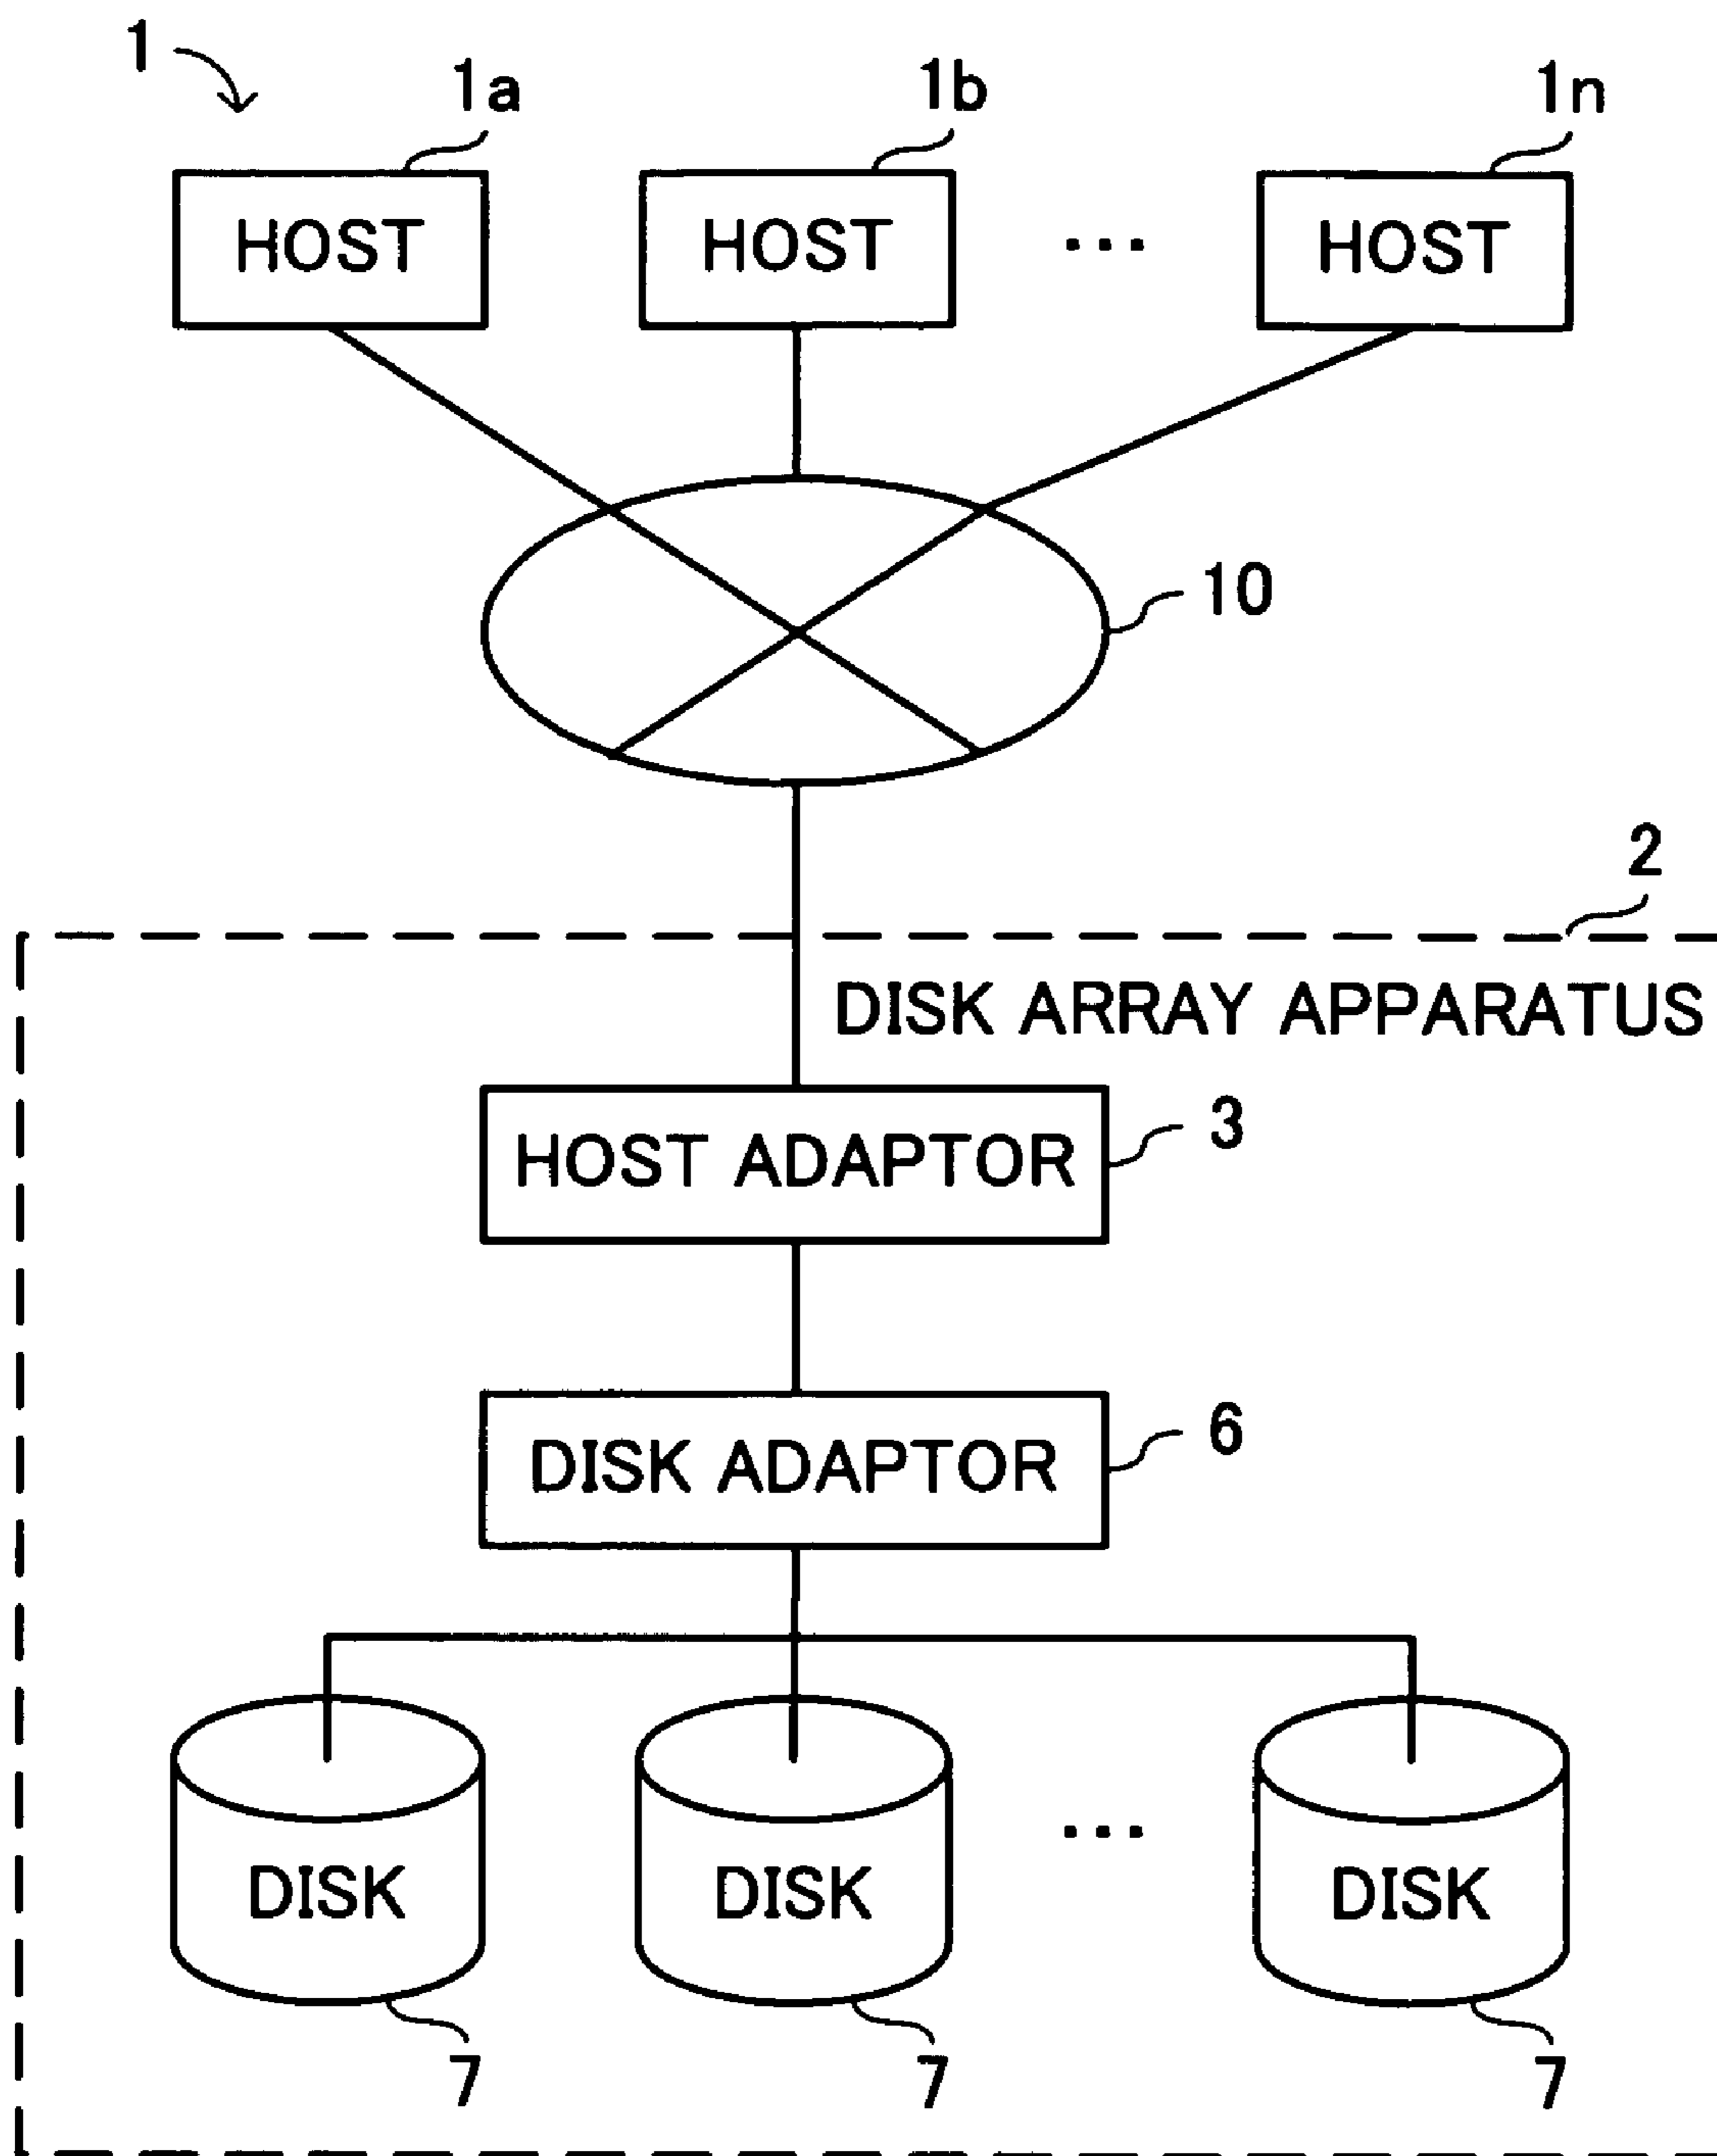 1
1a 1b 1n
HOST HOST ... HOST
10
2
DISK ARRAY APPARATUS
HOST ADAPTOR 3
DISK ADAPTOR 6
...
DISK DISK DISK
7 7 7